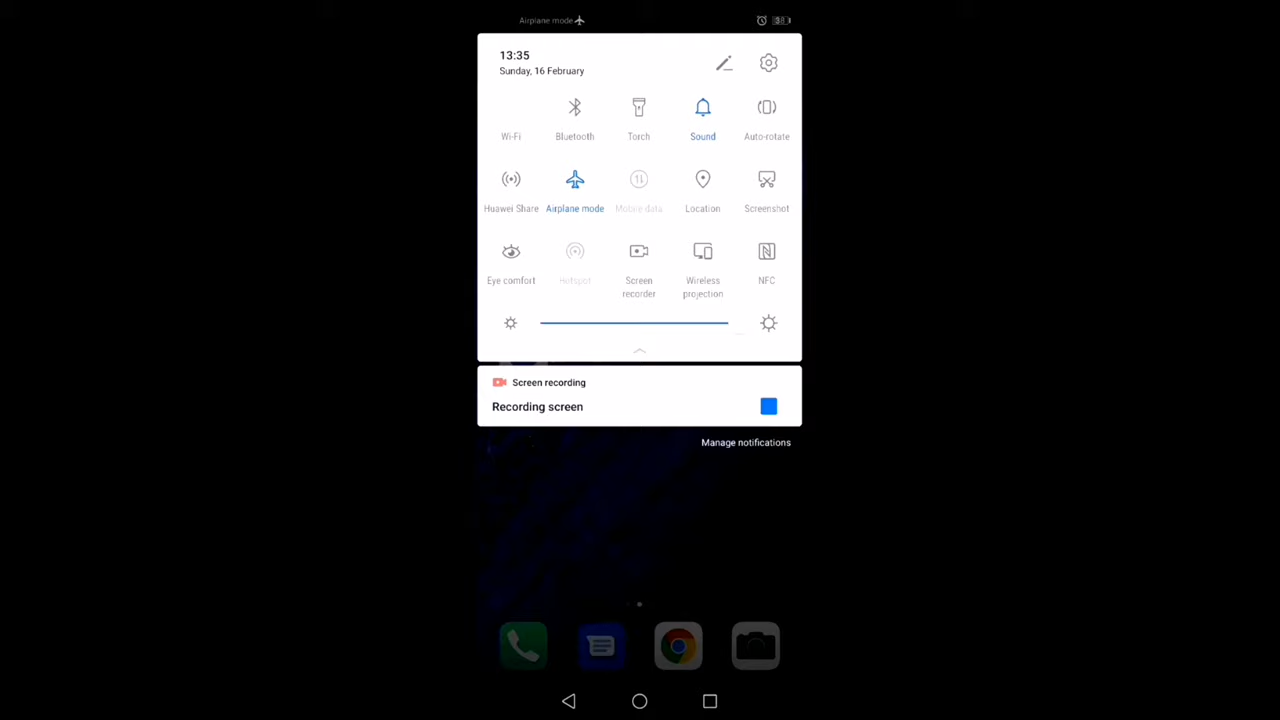 Airplane mode
13:35
Sunday, 16 February
Wi-Fi
Bluetooth
Torch
Sound
Auto-rotate
Huawei Share
Airplane mode
Mobile data
Location
Screenshot
Eye comfort
Hotspot
Screen
recorder
Wireless
projection
NFC
Screen recording
Recording screen
Manage notifications